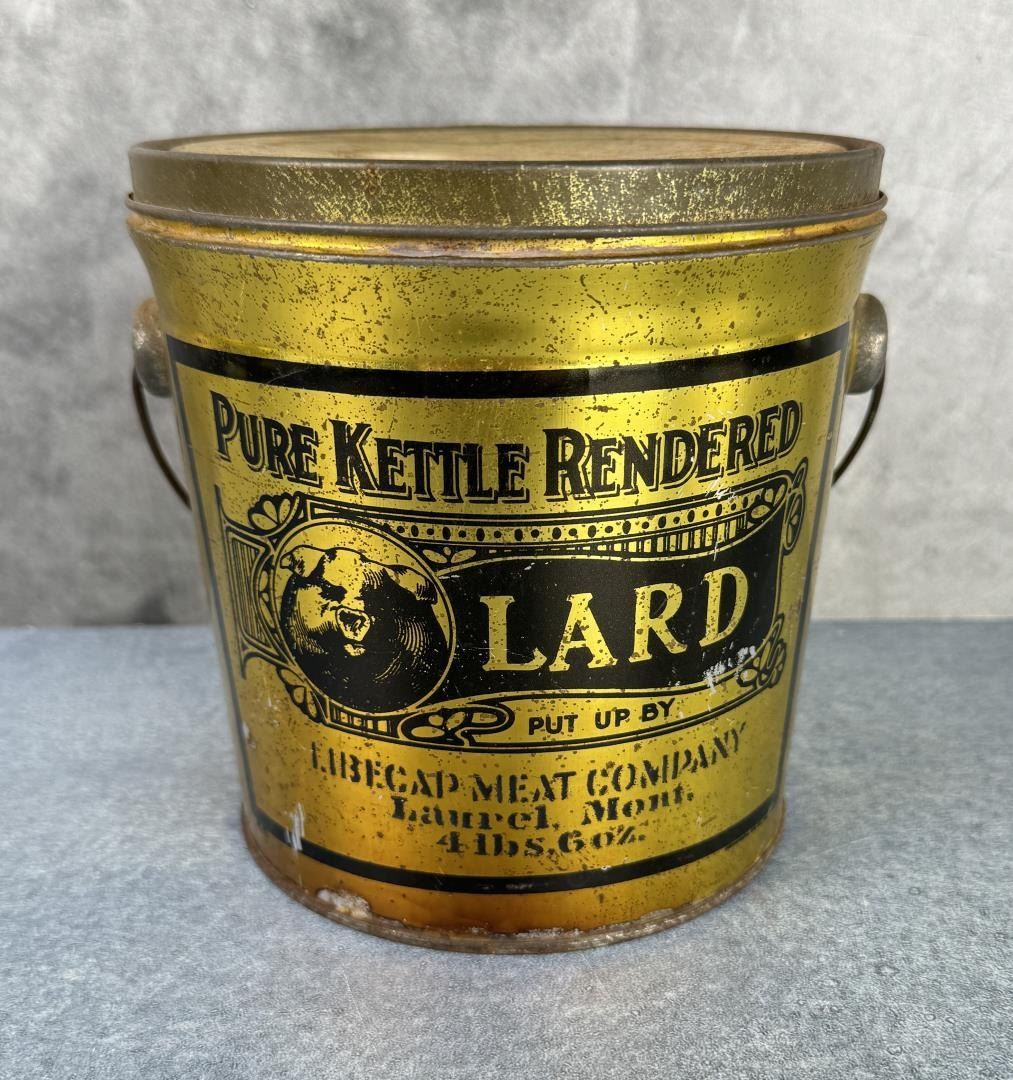 PURE KETTLE RENDERED
LARD
PUT UP BY
LIBECAP MEAT COMPANY
Laurel, Mont.
4 lbs. 6 oz.